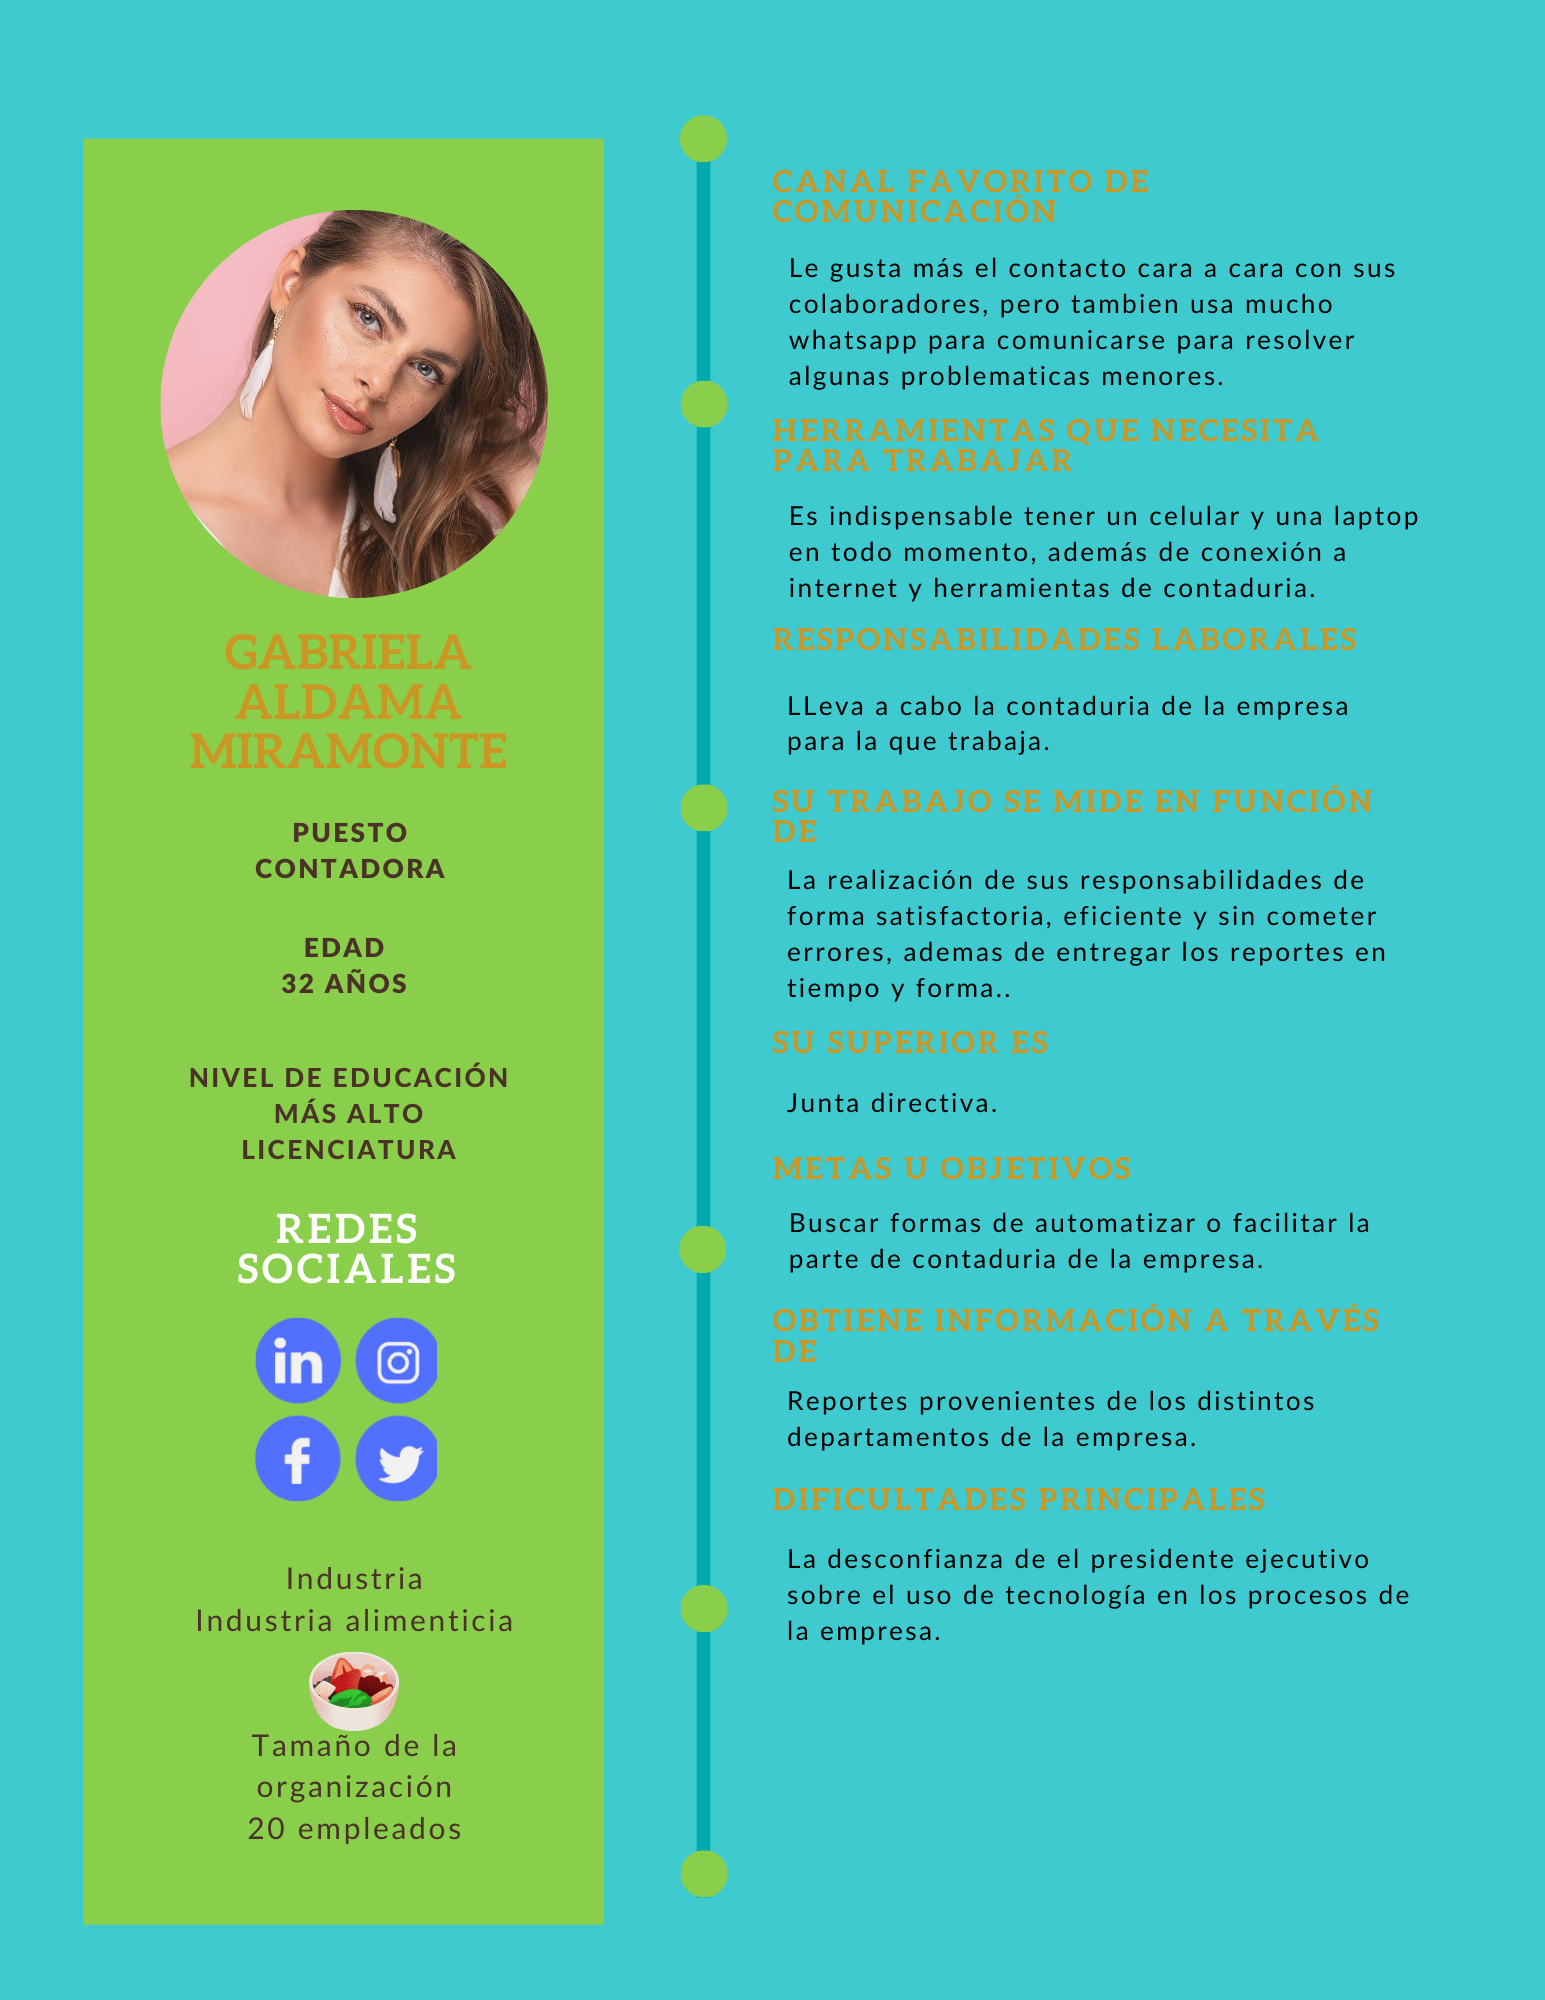 GABRIELA
ALDAMA
MIRAMONTE
PUESTO
CONTADORA
EDAD
32 AÑOS
NIVEL DE EDUCACIÓN
MÁS ALTO
LICENCIATURA
REDES
SOCIALES
in
f
Industria
Industria alimenticia
Tamaño de la
organización
20 empleados
CANAL FAVORITO DE
COMUNICACIÓN
Le gusta más el contacto cara a cara con sus
colaboradores, pero tambien usa mucho
whatsapp para comunicarse para resolver
algunas problematicas menores.
HERRAMIENTAS QUE NECESITA
PARA TRABAJAR
Es indispensable tener un celular y una laptop
en todo momento, además de conexión a
internet y herramientas de contaduria.
RESPONSABILIDADES LABORALES
LLeva a cabo la contaduria de la empresa
para la que trabaja.
SU TRABAJO SE MIDE EN FUNCIÓN
DE
La realización de sus responsabilidades de
forma satisfactoria, eficiente y sin cometer
errores, ademas de entregar los reportes en
tiempo y forma..
SU SUPERIOR ES
Junta directiva.
METAS U OBJETIVOS
Buscar formas de automatizar o facilitar la
parte de contaduria de la empresa.
OBTIENE INFORMACIÓN A TRAVÉS
DE
Reportes provenientes de los distintos
departamentos de la empresa.
DIFICULTADES PRINCIPALES
La desconfianza de el presidente ejecutivo
sobre el uso de tecnología en los procesos de
la empresa.